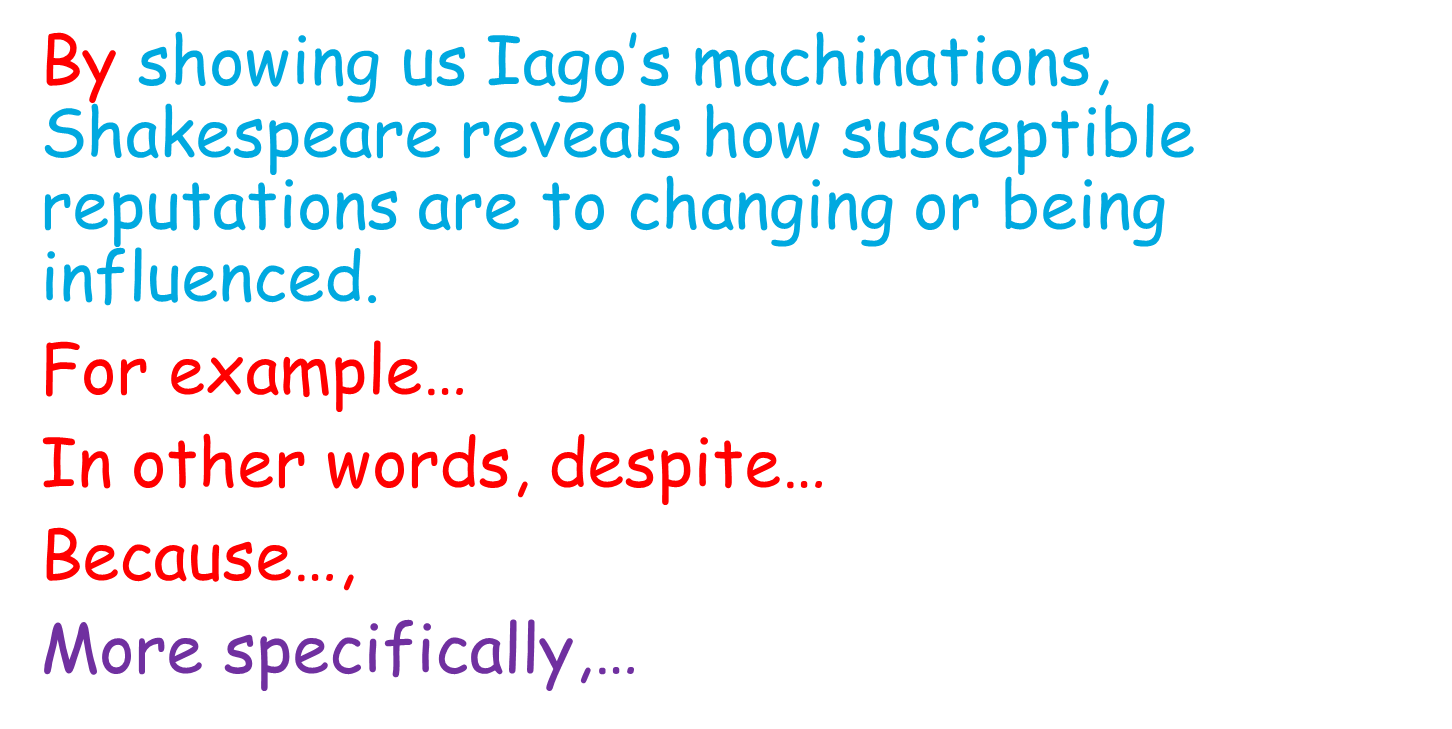 By showing us Iago’s machinations,
Shakespeare reveals how susceptible
reputations are to changing or being
influenced.
For example…
In other words, despite…
Because…,
More specifically,…